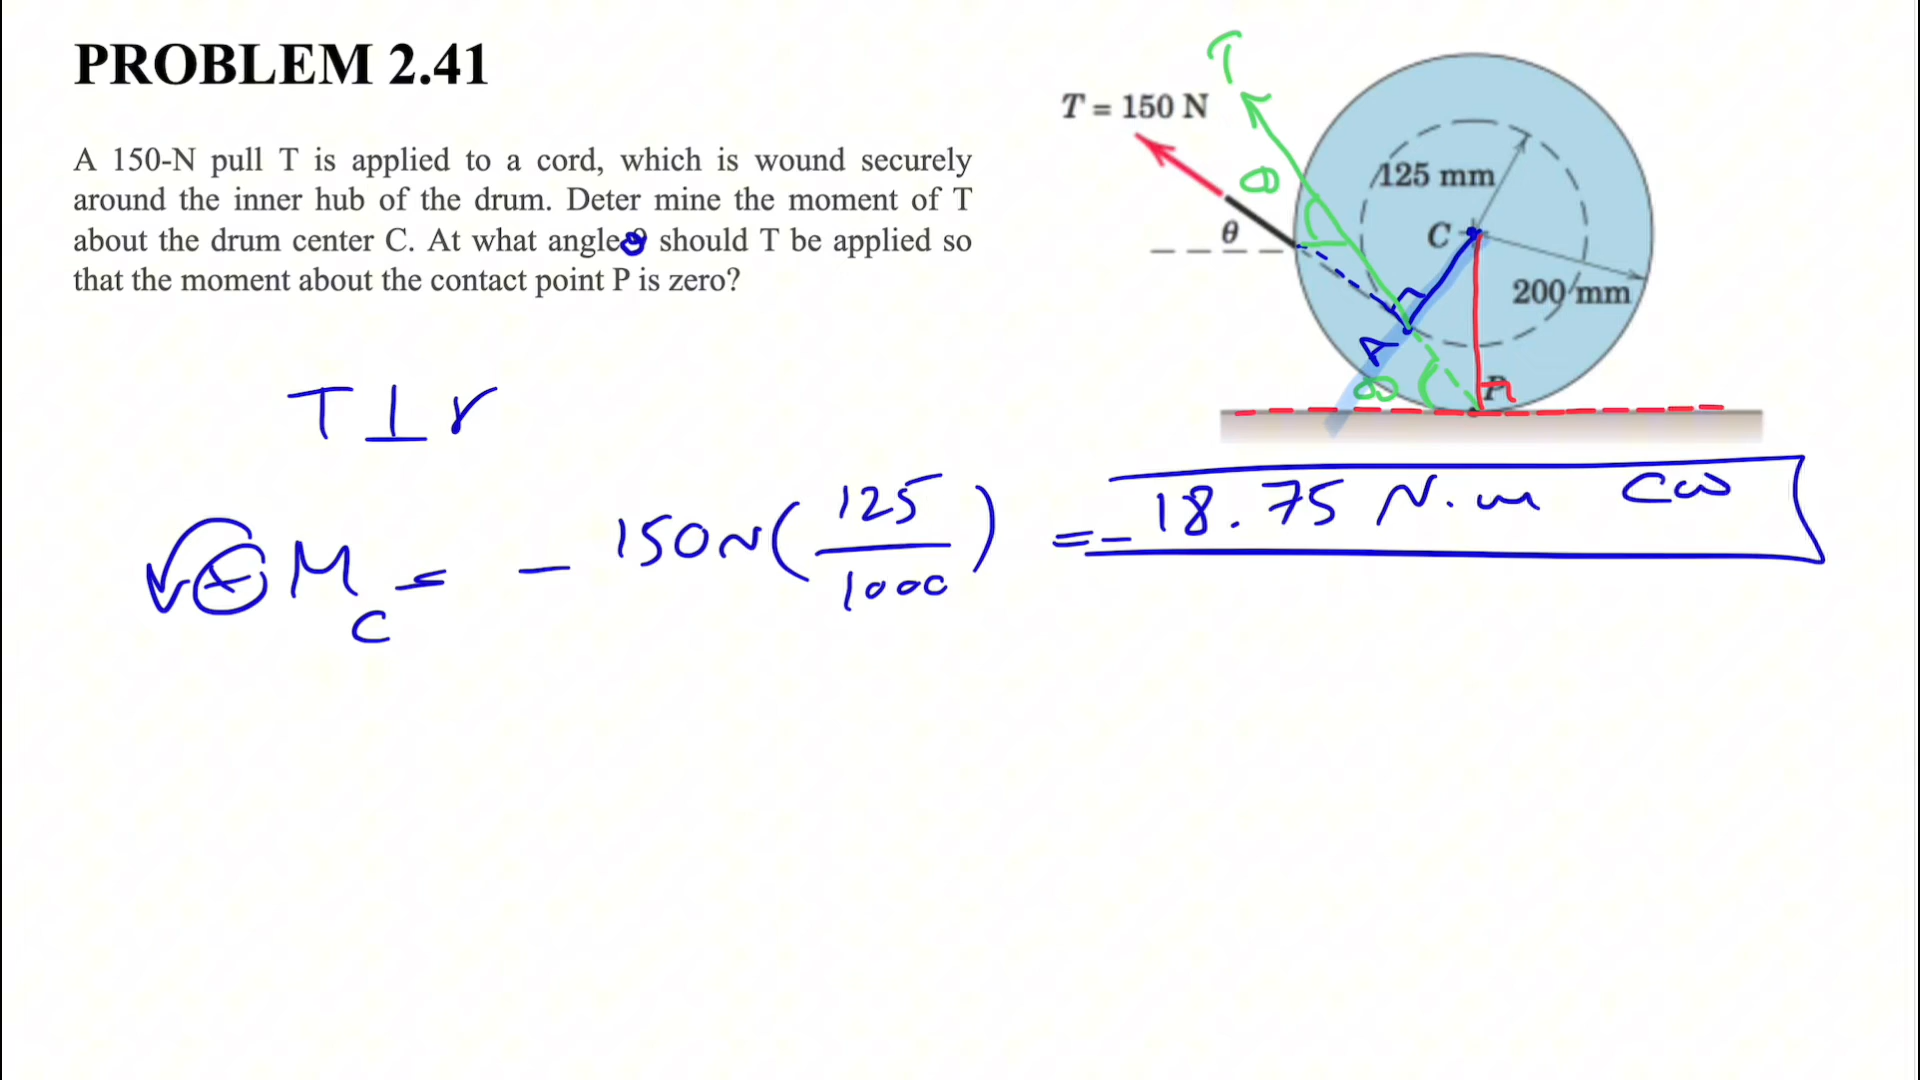 PROBLEM 2.41
A 150-N pull T is applied to a cord, which is wound securely
around the inner hub of the drum. Deter mine the moment of T
about the drum center C. At what angle θ should T be applied so
that the moment about the contact point P is zero?
T
T = 150 N
θ
θ
125 mm
C
200 mm
A
θ
P
T ⊥ r
+ M_C = - 150N (125/1000) = - 18.75 N.m CW